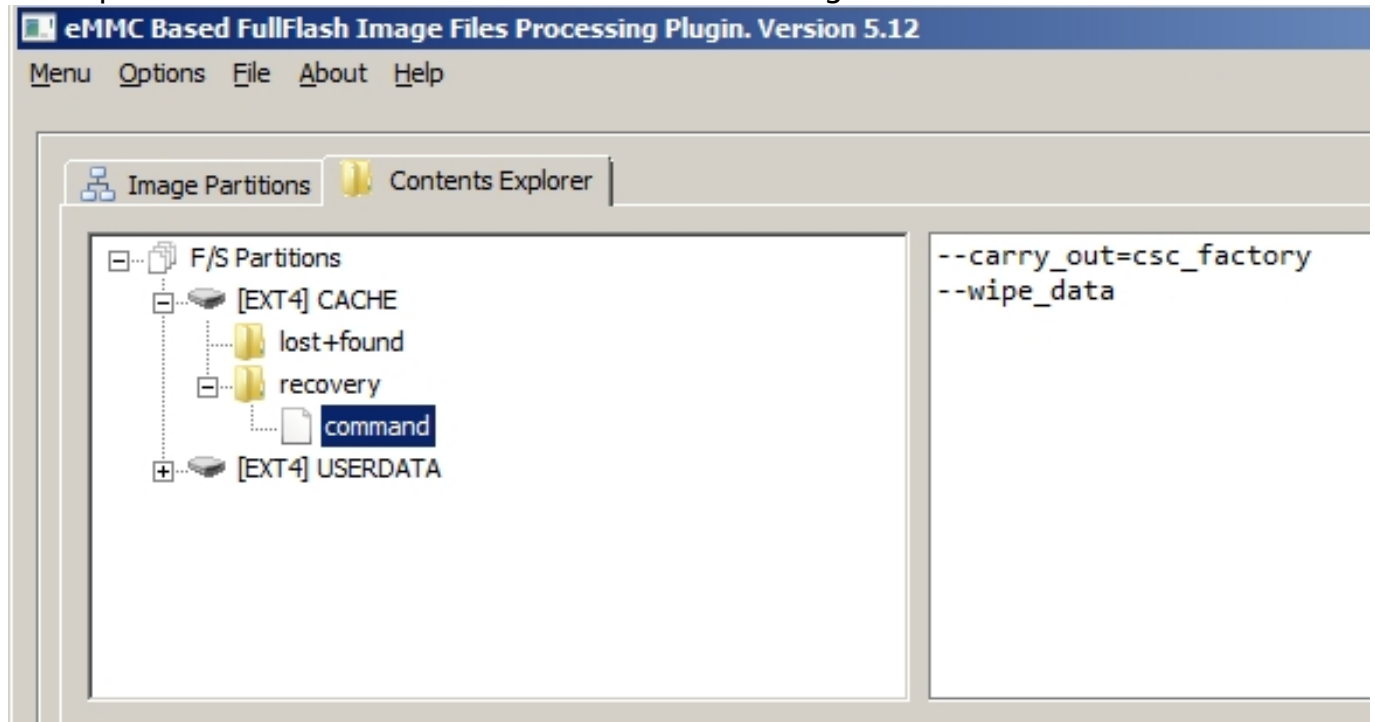 eMMC Based FullFlash Image Files Processing Plugin. Version 5.12
Menu Options File About Help
Image Partitions Contents Explorer
F/S Partitions
[EXT4] CACHE
lost+found
recovery
command
[EXT4] USERDATA
--carry_out=csc_factory
--wipe_data